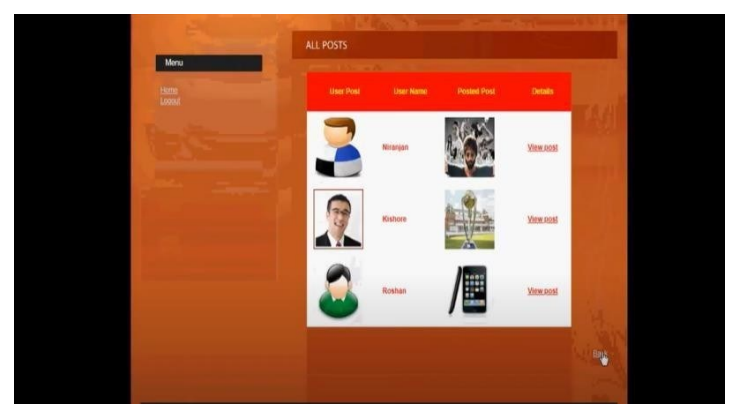 ALL POSTS
Menu
Home
Logout
User Post User Name Posted Post Details
Niranjan View post
Kishore View post
Roshan View post
Back